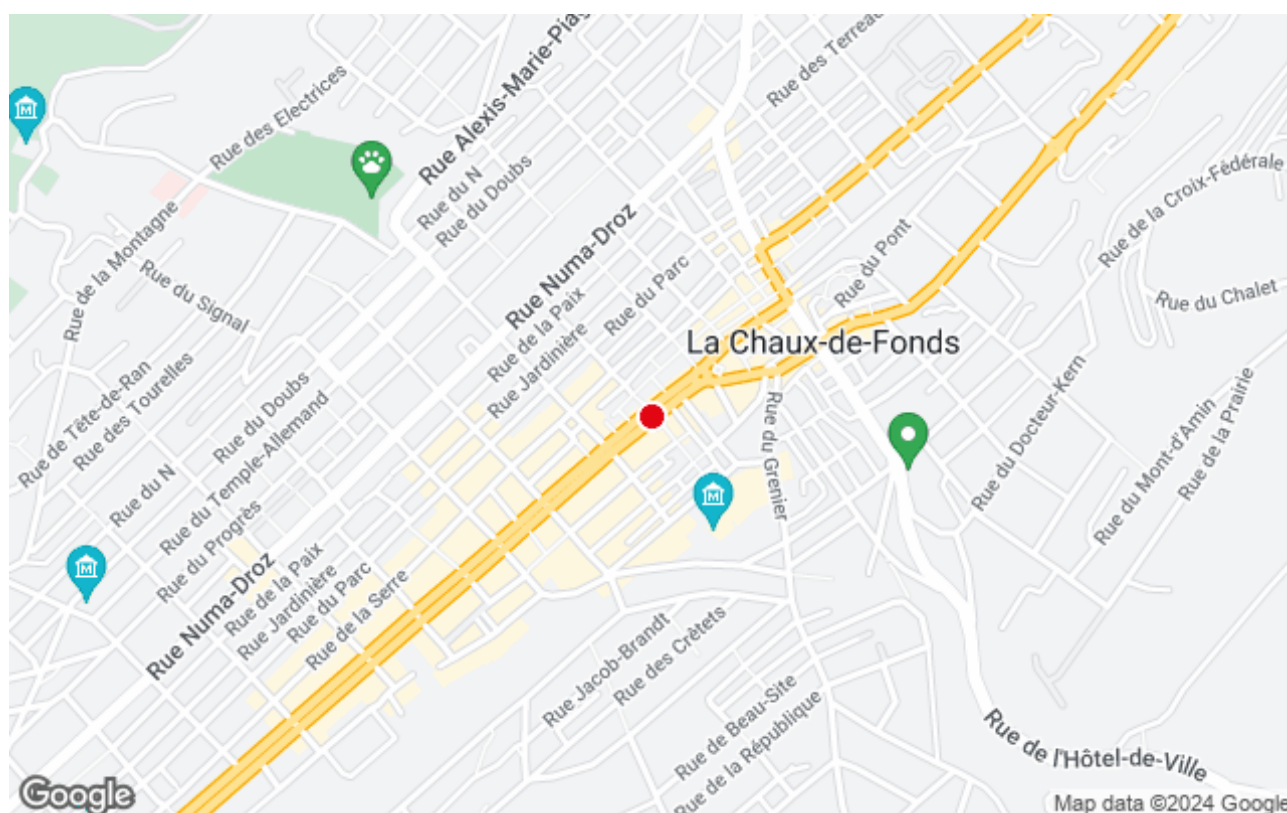 Rue Alexis-Marie-Piag
Rue des Terreau
Rue des Electrices
Rue du N
Rue du Doubs
Rue de la Croix-Fédérale
Rue de la Montagne
Rue du Signal
Rue Numa-Droz
Rue du Parc
Rue du Pont
Rue de la Paix
Rue Jardinière
Rue du Chalet
La Chaux-de-Fonds
Rue de Tête-de-Ran
Rue des Tourelles
Rue du Doubs
Rue du Temple-Allemand
Rue du N
Rue du Progrès
Rue du Grenier
Rue du Docteur-Kern
Rue du Mont-d'Amin
Rue de la Prairie
M
M
M
Rue Numa-Droz
Rue de la Paix
Rue Jardinière
Rue du Parc
Rue de la Serre
Rue Jacob-Brandt
Rue des Crêtets
Rue de Beau-Site
Rue de la République
Rue de l'Hôtel-de-Ville
Google
Map data ©2024 Google